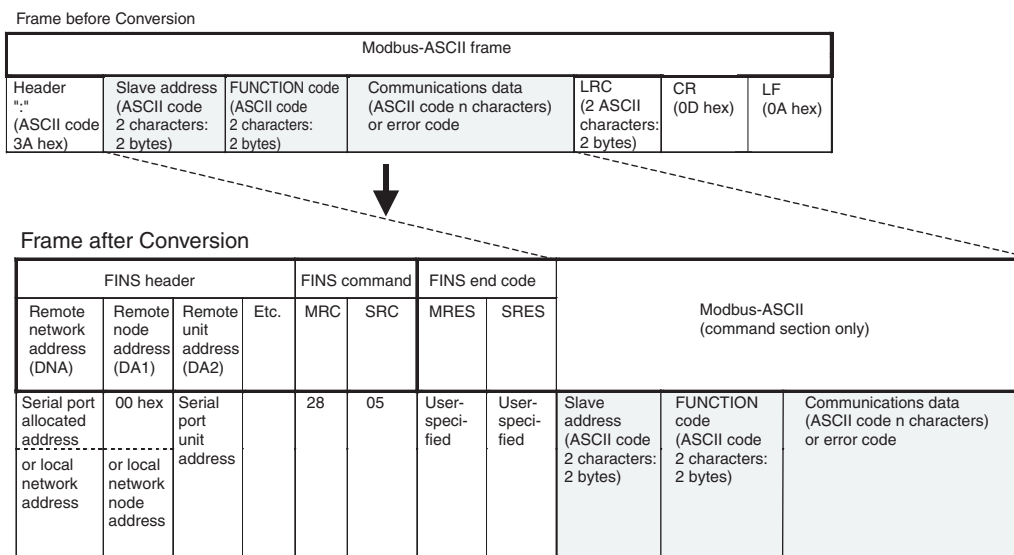 Frame before Conversion
Modbus-ASCII frame
Header
":"
(ASCII code
3A hex)
Slave address
(ASCII code
2 characters:
2 bytes)
FUNCTION code
(ASCII code
2 characters:
2 bytes)
Communications data
(ASCII code n characters)
or error code
LRC
(2 ASCII
characters:
2 bytes)
CR
(0D hex)
LF
(0A hex)
Frame after Conversion
FINS header
FINS command
FINS end code
Modbus-ASCII
(command section only)
Remote
network
address
(DNA)
Remote
node
address
(DA1)
Remote
unit
address
(DA2)
Etc.
MRC
SRC
MRES
SRES
Serial port
allocated
address
or local
network
address
00 hex
or local
network
node
address
Serial
port
unit
address
28
05
User-
speci-
fied
User-
speci-
fied
Slave
address
(ASCII code
2 characters:
2 bytes)
FUNCTION
code
(ASCII code
2 characters:
2 bytes)
Communications data
(ASCII code n characters)
or error code